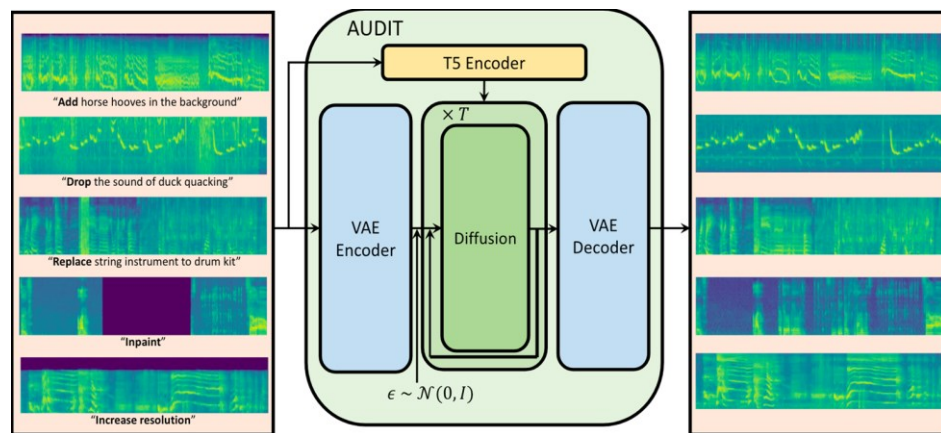 AUDIT
T5 Encoder
× T
VAE
Encoder
Diffusion
VAE
Decoder
ϵ ~ 𝒩(0, I)
"Add horse hooves in the background"
"Drop the sound of duck quacking"
"Replace string instrument to drum kit"
"Inpaint"
"Increase resolution"